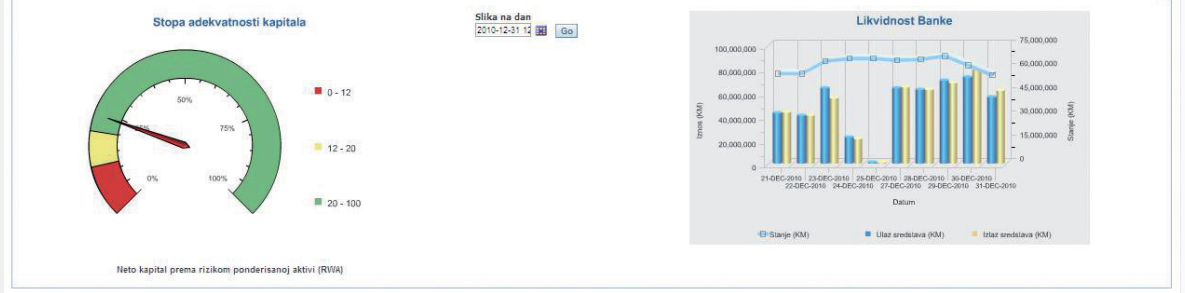 Stopa adekvatnosti kapitala
50%
75%
0%
100%
0 - 12
12 - 20
20 - 100
Neto kapital prema rizikom ponderisanoj aktivi (RWA)
Slika na dan
2010-12-31 12
Go
Likvidnost Banke
Iznos (KM)
100,000,000
80,000,000
60,000,000
40,000,000
20,000,000
0
75,000,000
60,000,000
45,000,000
30,000,000
15,000,000
0
Stanje (KM)
21-DEC-2010 23-DEC-2010 25-DEC-2010 28-DEC-2010 30-DEC-2010
22-DEC-2010 24-DEC-2010 27-DEC-2010 29-DEC-2010 31-DEC-2010
Datum
Stanje (KM) Ulaz sredstava (KM) Izlaz sredstava (KM)